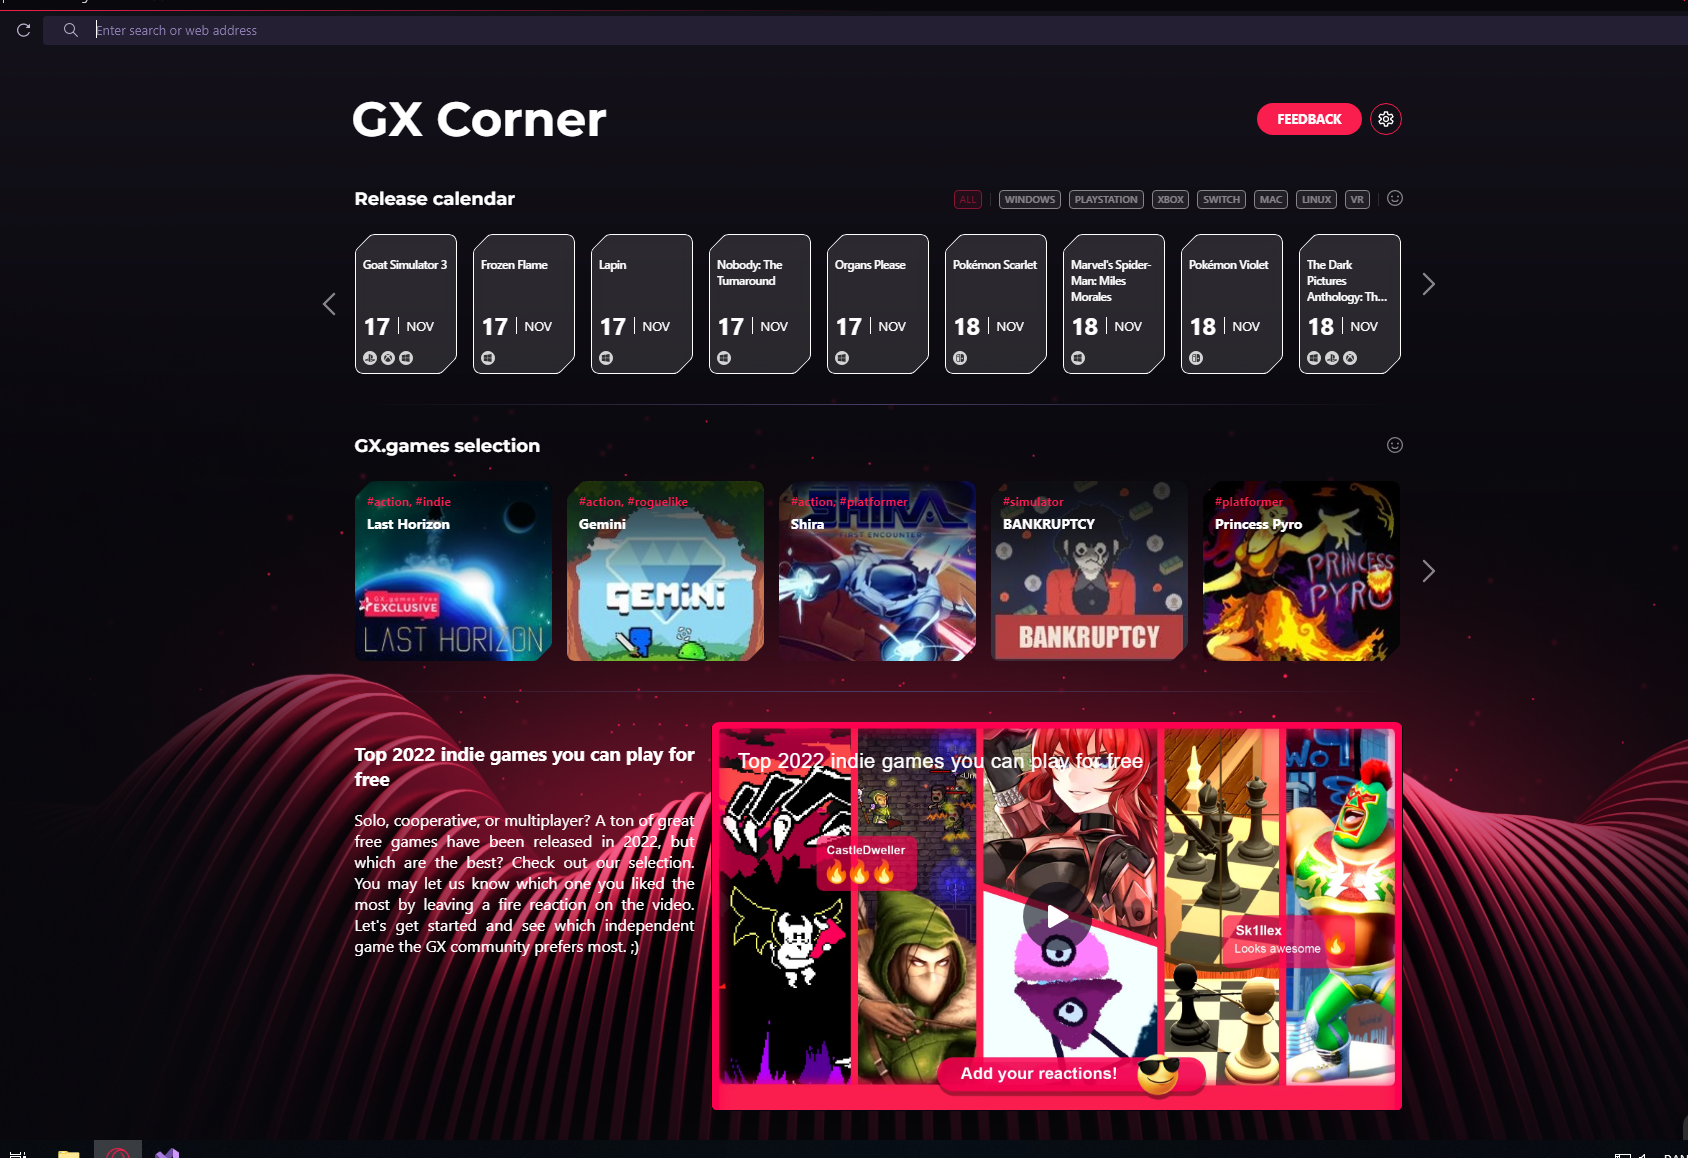 Enter search or web address
GX Corner
FEEDBACK
Release calendar
ALL
WINDOWS
PLAYSTATION
XBOX
SWITCH
MAC
LINUX
VR
Goat Simulator 3
17 NOV
Frozen Flame
17 NOV
Lapin
17 NOV
Nobody: The
Turnaround
17 NOV
Organs Please
17 NOV
Pokémon Scarlet
18 NOV
Marvel's Spider-
Man: Miles
Morales
18 NOV
Pokémon Violet
18 NOV
The Dark
Pictures
Anthology: Th...
18 NOV
GX.games selection
#action, #indie
Last Horizon
GX.games Free
EXCLUSIVE
LAST HORIZON
#action, #roguelike
Gemini
GEMINI
#action, #platformer
Shira
SHIRA
FIRST ENCOUNTER
#simulator
BANKRUPTCY
BANKRUPTCY
#platformer
Princess Pyro
PRINCESS
PYRO
Top 2022 indie games you can play for
free
Solo, cooperative, or multiplayer? A ton of great
free games have been released in 2022, but
which are the best? Check out our selection.
You may let us know which one you liked the
most by leaving a fire reaction on the video.
Let's get started and see which independent
game the GX community prefers most. ;)
Top 2022 indie games you can play for free
CastleDweller
Sk1llex
Looks awesome
Add your reactions!